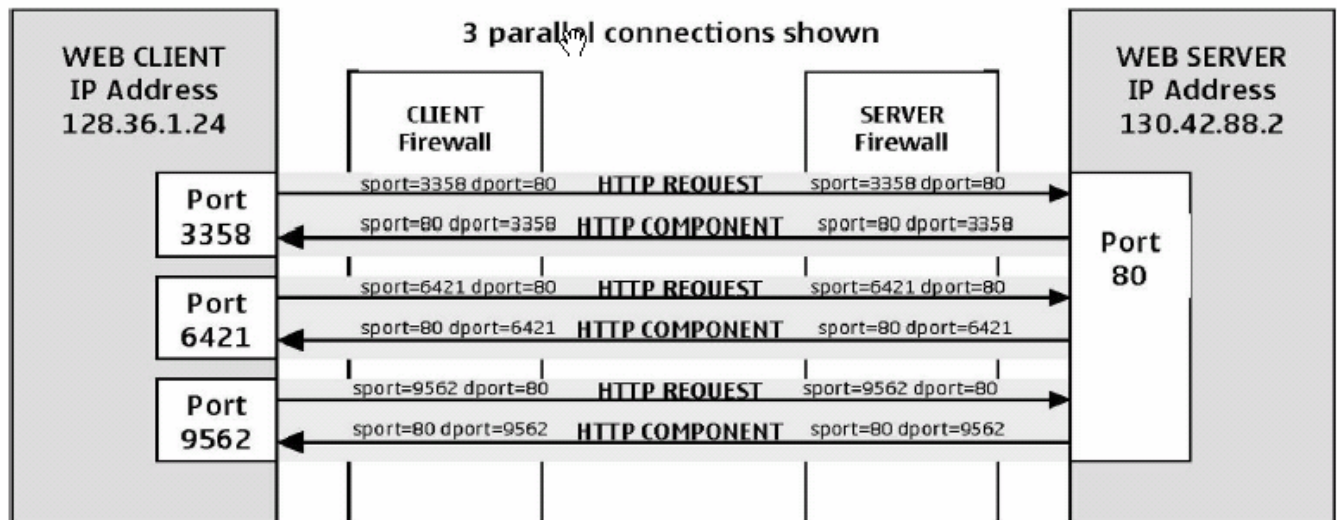 3 parallel connections shown
WEB CLIENT
IP Address
128.36.1.24
CLIENT
Firewall
SERVER
Firewall
WEB SERVER
IP Address
130.42.88.2
Port
3358
sport=3358 dport=80
HTTP REQUEST
sport=3358 dport=80
sport=80 dport=3358
HTTP COMPONENT
sport=80 dport=3358
Port
6421
sport=6421 dport=80
HTTP REQUEST
sport=6421 dport=80
sport=80 dport=6421
HTTP COMPONENT
sport=80 dport=6421
Port
9562
sport=9562 dport=80
HTTP REQUEST
sport=9562 dport=80
sport=80 dport=9562
HTTP COMPONENT
sport=80 dport=9562
Port
80